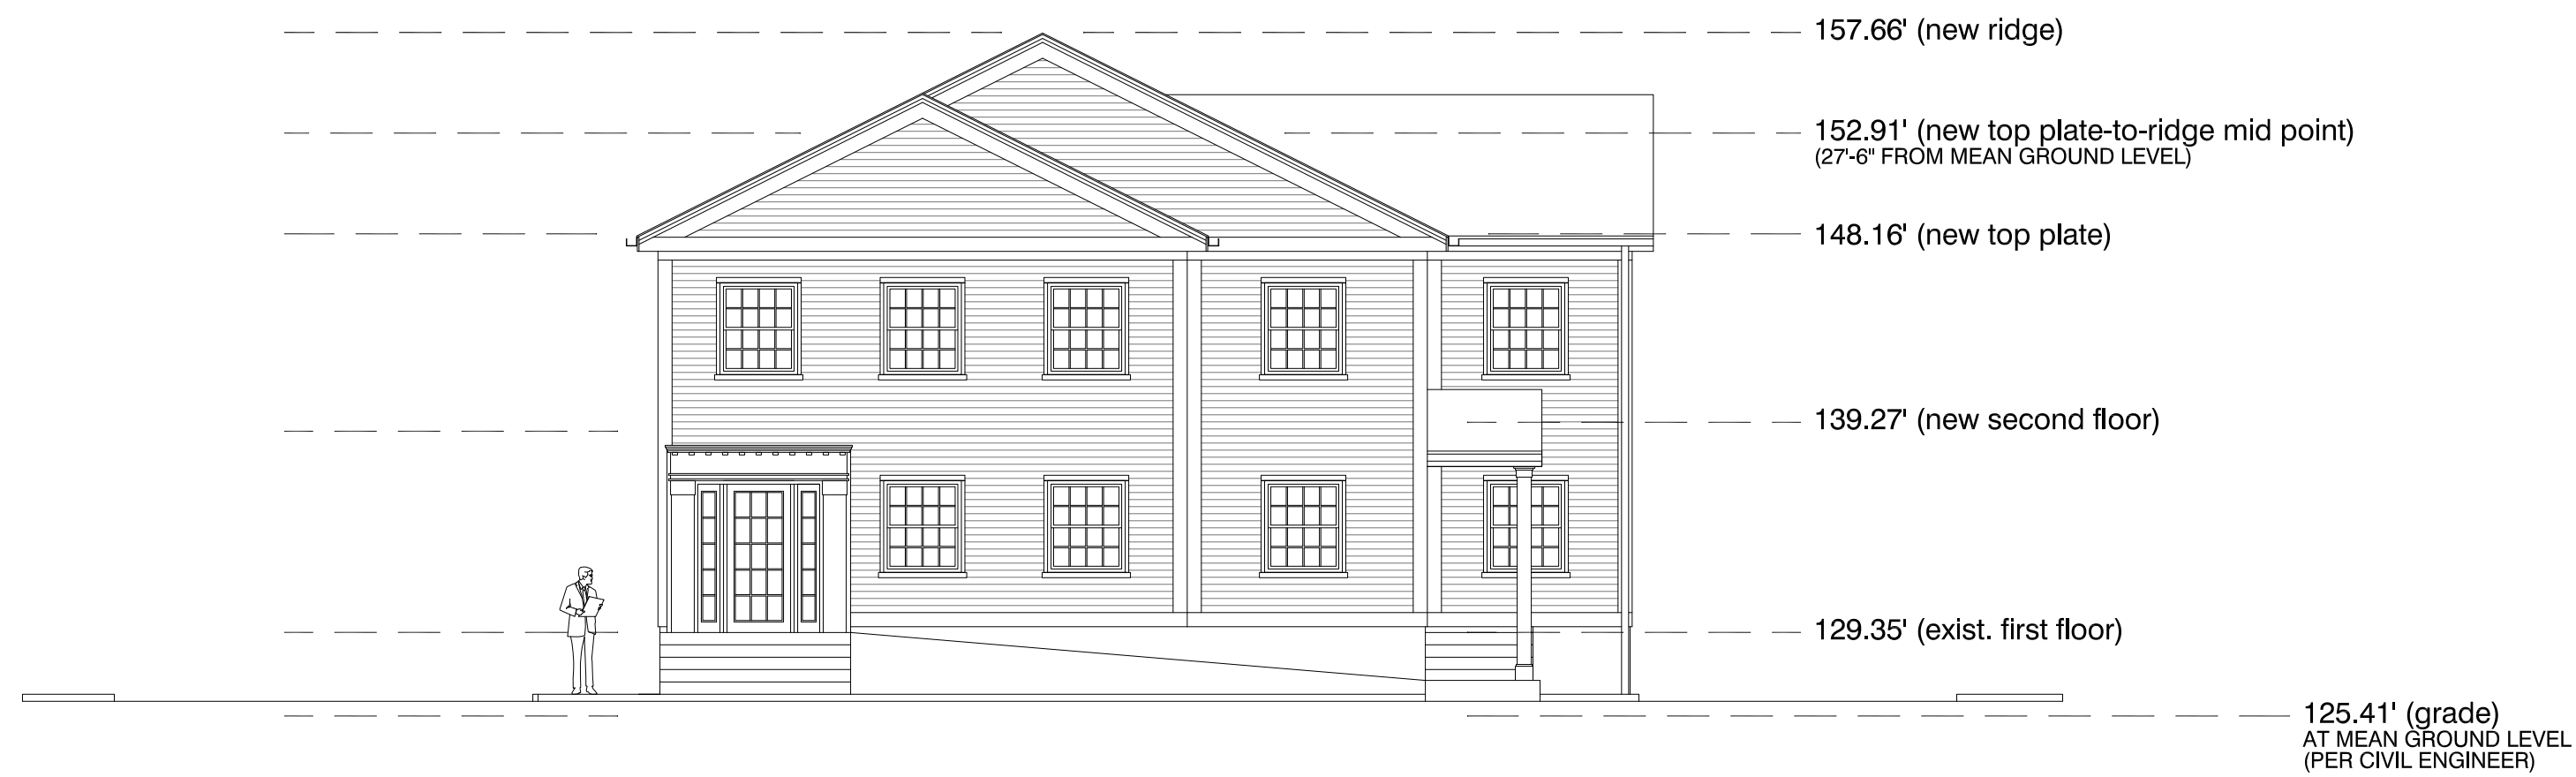 157.66' (new ridge)
152.91' (new top plate-to-ridge mid point)
(27'-6" FROM MEAN GROUND LEVEL)
148.16' (new top plate)
139.27' (new second floor)
129.35' (exist. first floor)
125.41' (grade)
AT MEAN GROUND LEVEL
(PER CIVIL ENGINEER)